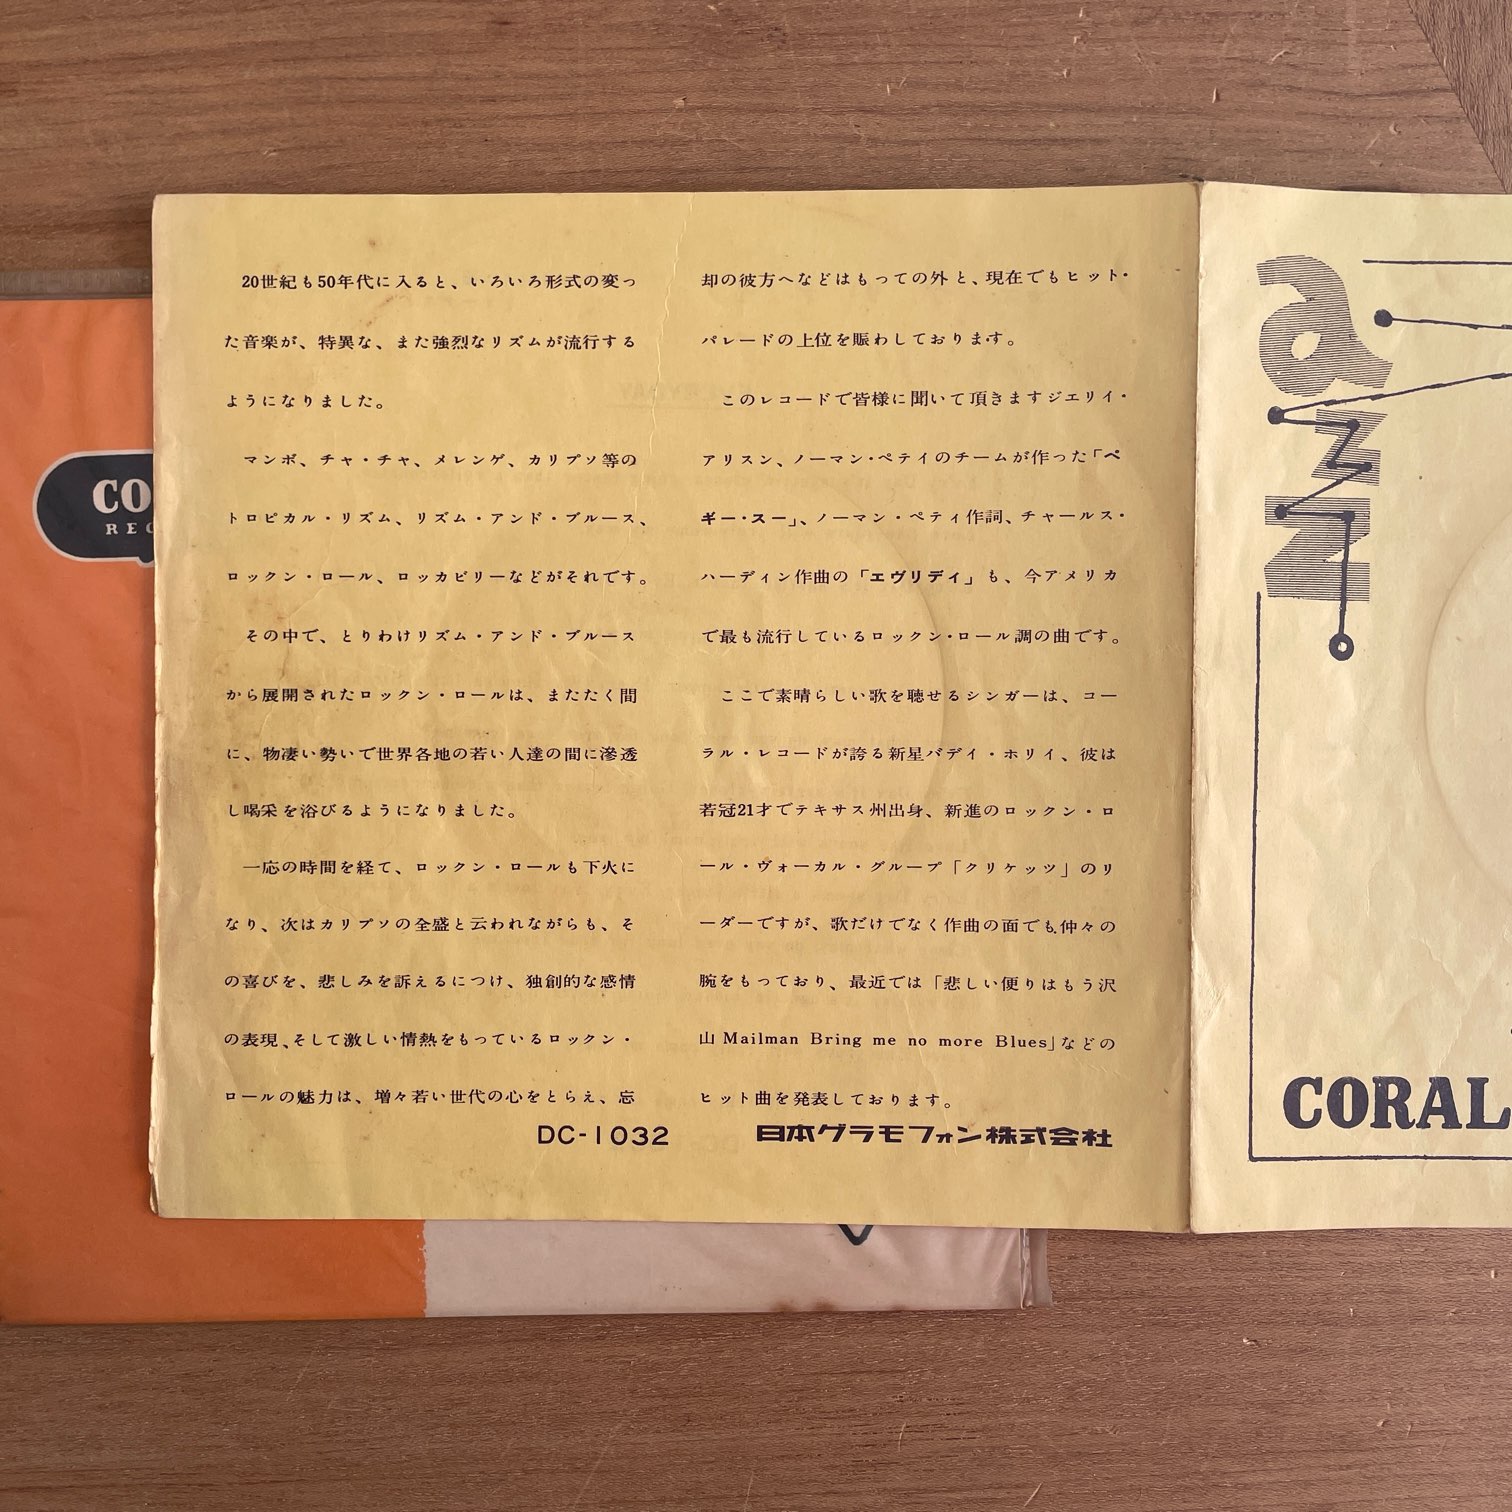 20世紀も50年代に入ると、いろいろ形式の変っ
た音楽が、特異な、また強烈なリズムが流行する
ようになりました。
マンボ、チャ・チャ、メレンゲ、カリプソ等の
トロピカル・リズム、リズム・アンド・ブルース、
ロックン・ロール、ロッカビリーなどがそれです。
その中で、とりわけリズム・アンド・ブルース
から展開されたロックン・ロールは、またたく間
に、物凄い勢いで世界各地の若い人達の間に滲透
し喝采を浴びるようになりました。
一応の時間を経て、ロックン・ロールも下火に
なり、次はカリプソの全盛と云われながらも、そ
の喜びを、悲しみを訴えるにつけ、独創的な感情
の表現、そして激しい情熱をもっているロックン・
ロールの魅力は、増々若い世代の心をとらえ、忘
却の彼方へなどはもっての外と、現在でもヒット・
パレードの上位を賑わしております。
このレコードで皆様に聞いて頂きますジエリイ・
アリスン、ノーマン・ペテイのチームが作った「ペ
ギー・スー」、ノーマン・ペティ作詞、チャールス・
ハーディン作曲の「エヴリデイ」も、今アメリカ
で最も流行しているロックン・ロール調の曲です。
ここで素晴らしい歌を聴せるシンガーは、コー
ラル・レコードが誇る新星バデイ・ホリイ、彼は
若冠21才でテキサス州出身、新進のロックン・ロ
ール・ヴォーカル・グループ「クリケッツ」のリ
ーダーですが、歌だけでなく作曲の面でも仲々の
腕をもっており、最近では「悲しい便りはもう沢
山 Mailman Bring me no more Blues」などの
ヒット曲を発表しております。
DC-1032
日本グラモフォン株式会社
CORAL
CO
REC